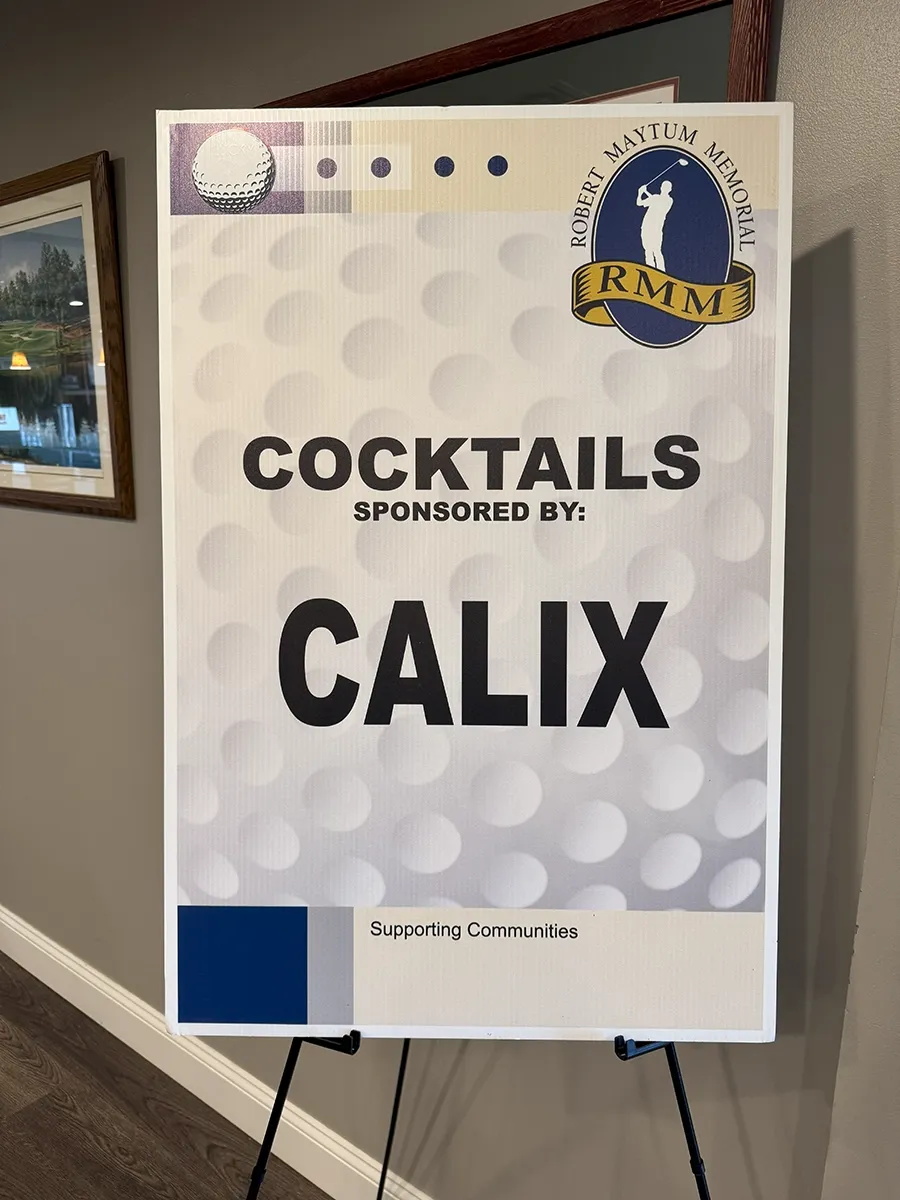 ROBERT MAYTUM MEMORIAL
RMM
COCKTAILS
SPONSORED BY:
CALIX
Supporting Communities